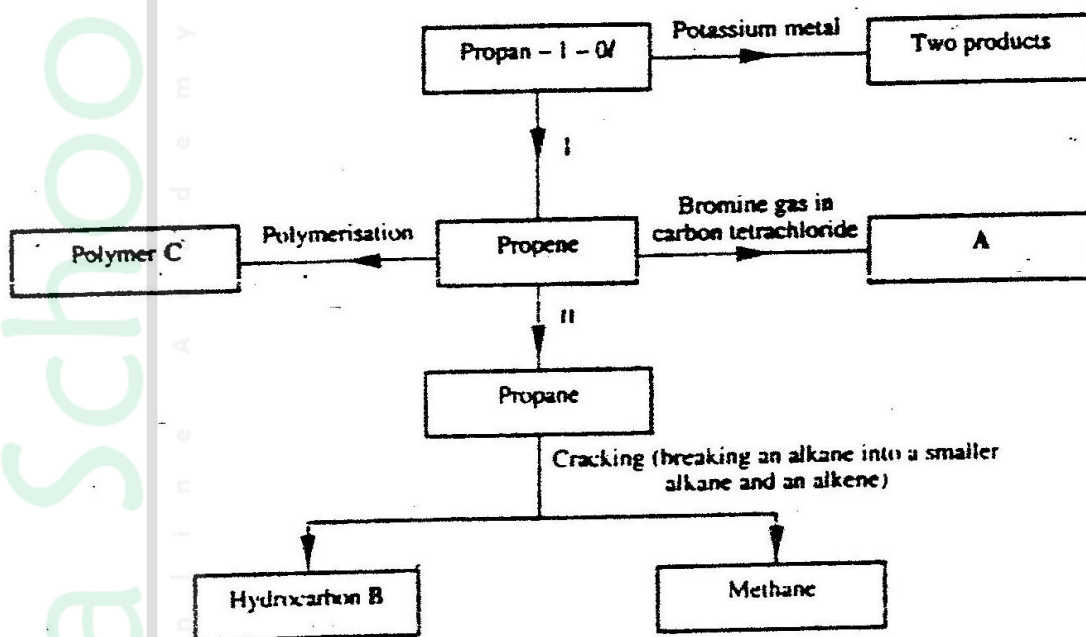 Potassium metal
Propan – 1 – 0l
Two products
I
Bromine gas in
carbon tetrachloride
Polymerisation
Polymer C
Propene
A
II
Propane
Cracking (breaking an alkane into a smaller
alkane and an alkene)
Hydrocarbon B
Methane
a Schoo
n l i n e A a d e m y